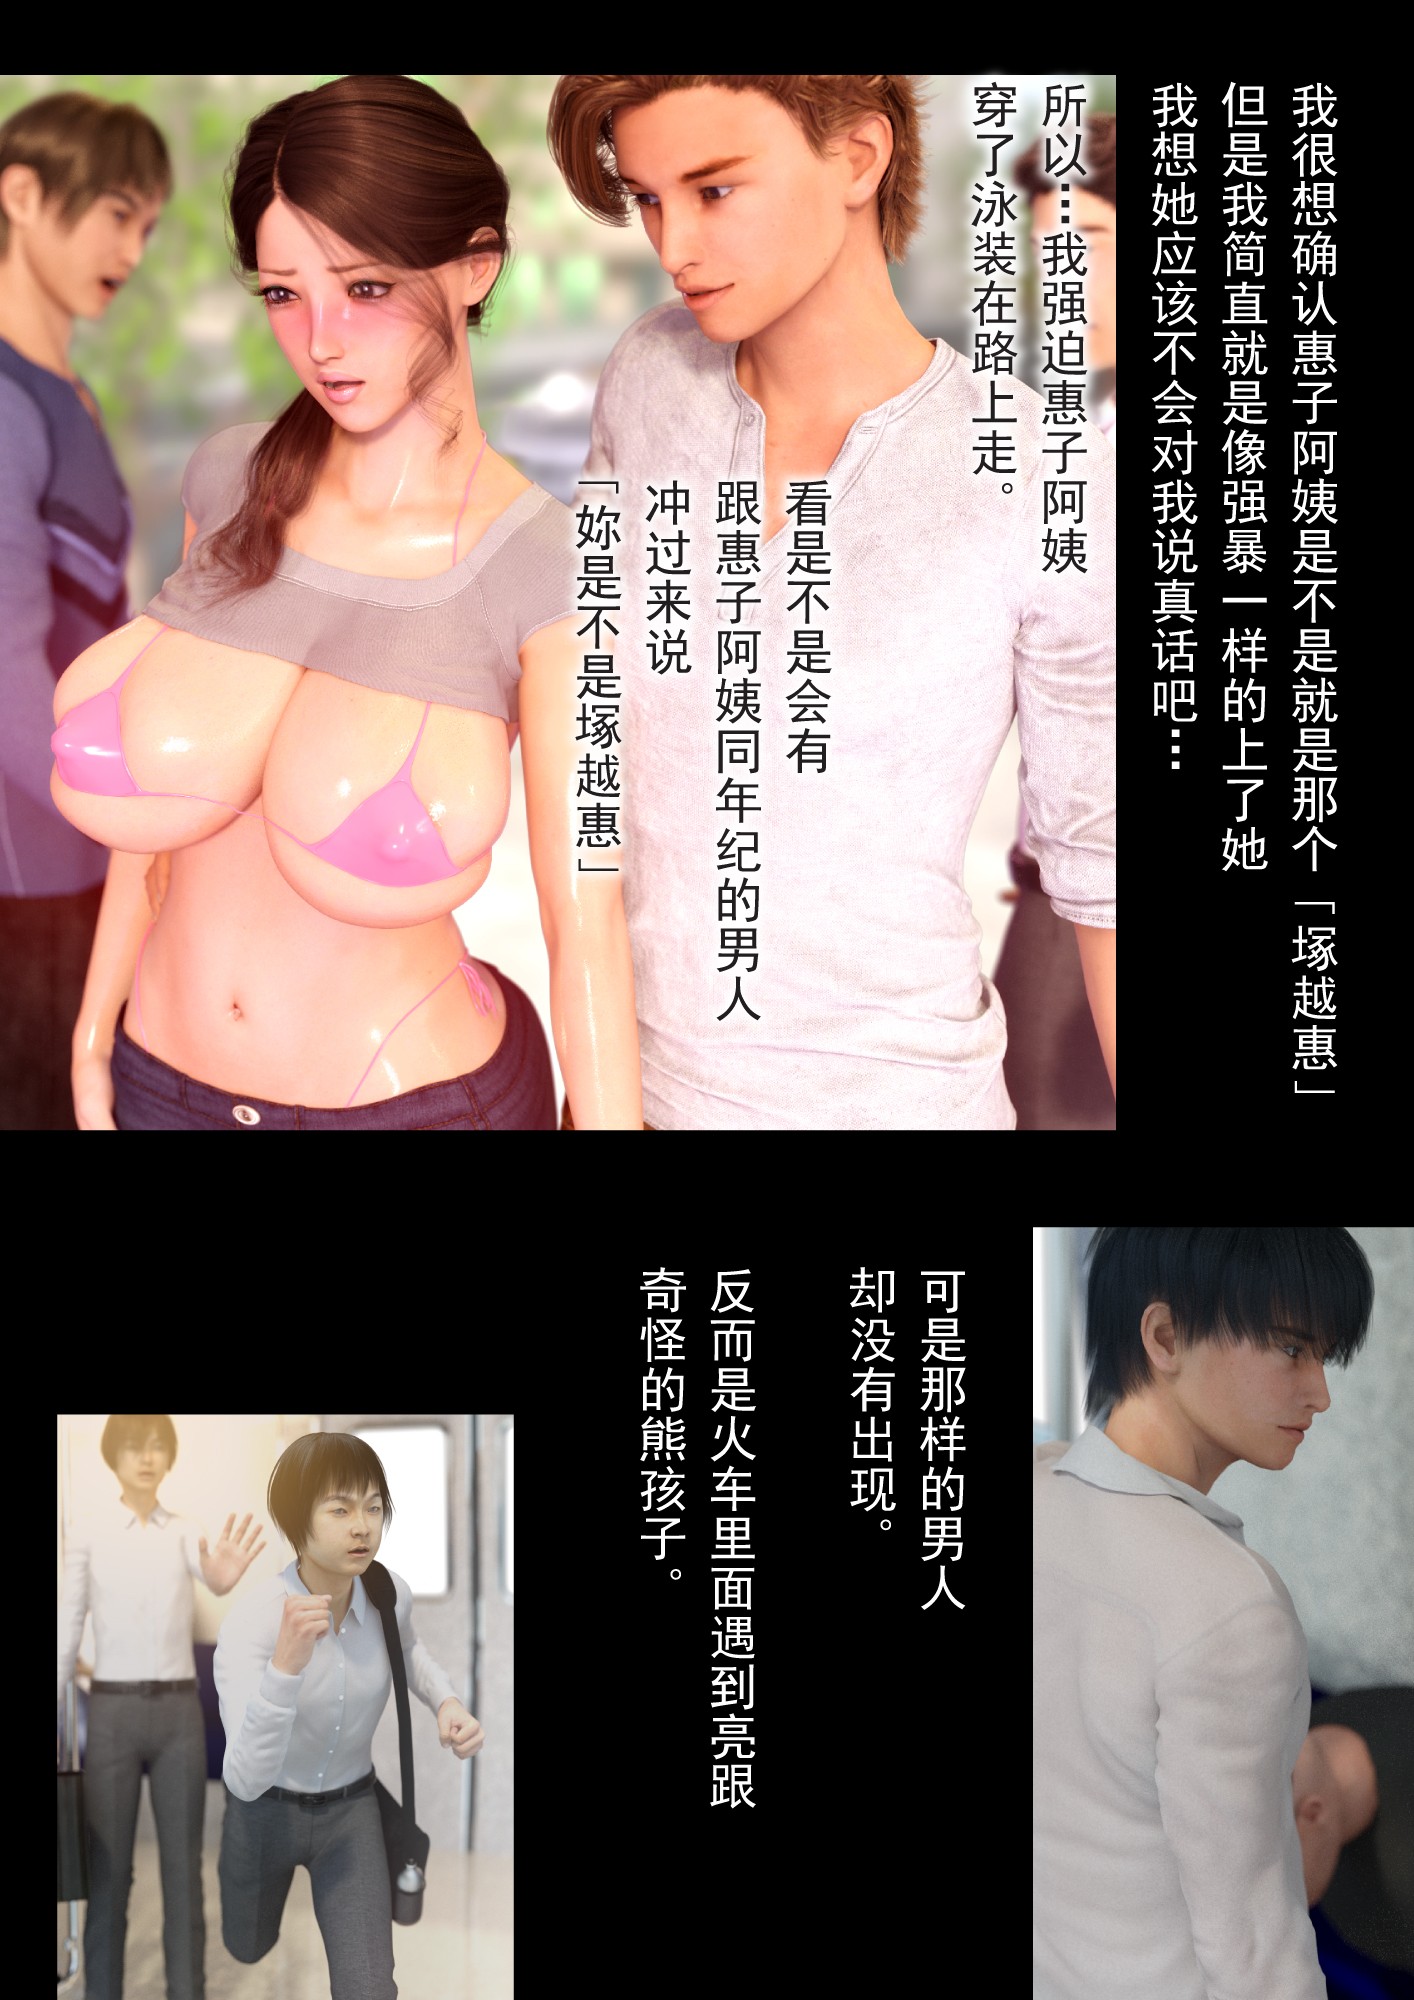 我很想确认惠子阿姨是不是就是那个「塚越惠」
但是我简直就是像强暴一样的上了她
我想她应该不会对我说真话吧…
所以…我强迫惠子阿姨
穿了泳装在路上走。
看是不是会有
跟惠子阿姨同年纪的男人
冲过来说
「妳是不是塚越惠」
可是那样的男人
却没有出现。
反而是火车里面遇到亮跟
奇怪的熊孩子。